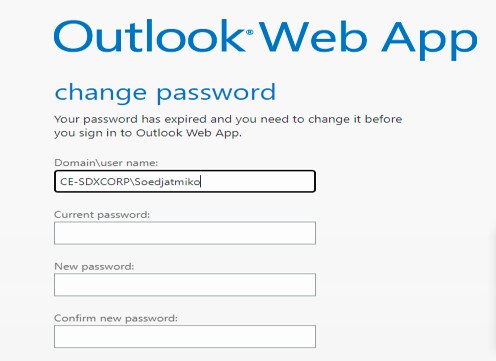 Outlook® Web App
change password
Your password has expired and you need to change it before
you sign in to Outlook Web App.
Domain\user name:
CE-SDXCORP\Soedjatmiko
Current password:
New password:
Confirm new password: